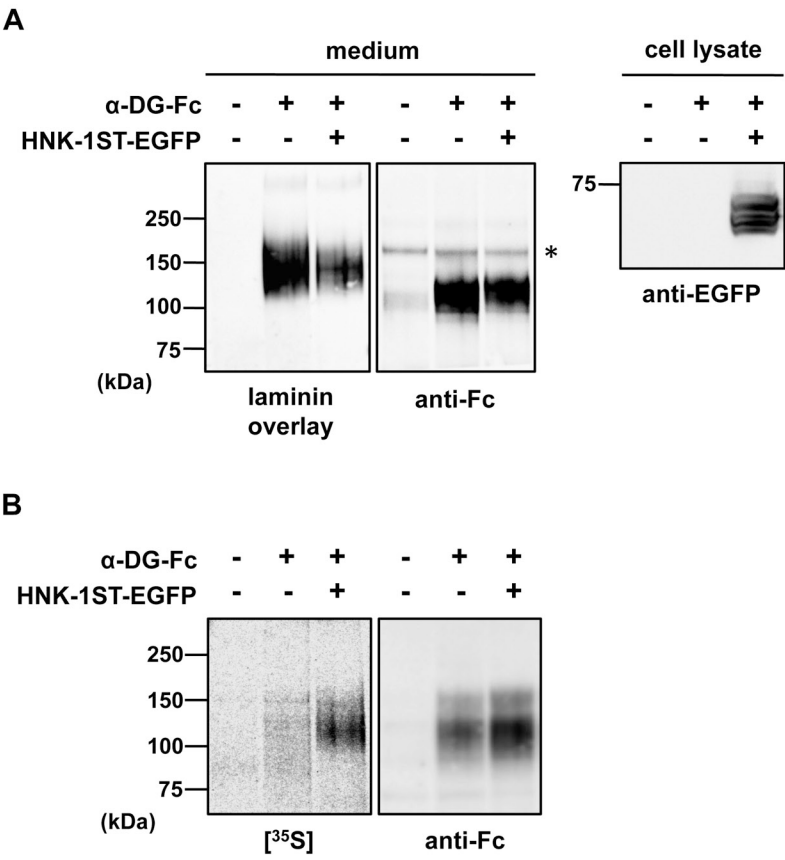 A
medium
cell lysate
α-DG-Fc - + + - + + - + +
HNK-1ST-EGFP - - + - - + - - +
75
250
150
*
100
anti-EGFP
75
(kDa)
laminin
overlay
anti-Fc
B
α-DG-Fc - + + - + +
HNK-1ST-EGFP - - + - - +
250
150
100
75
(kDa)
[³⁵S]
anti-Fc